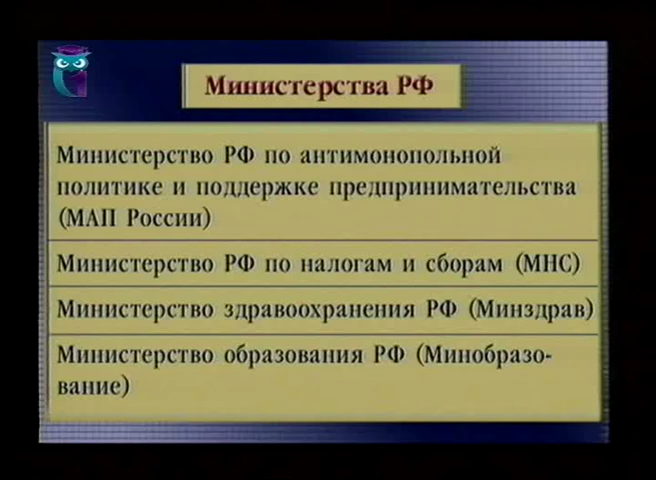 Министерства РФ
Министерство РФ по антимонопольной
политике и поддержке предпринимательства
(МАП России)
Министерство РФ по налогам и сборам (МНС)
Министерство здравоохранения РФ (Минздрав)
Министерство образования РФ (Минобразо-
вание)